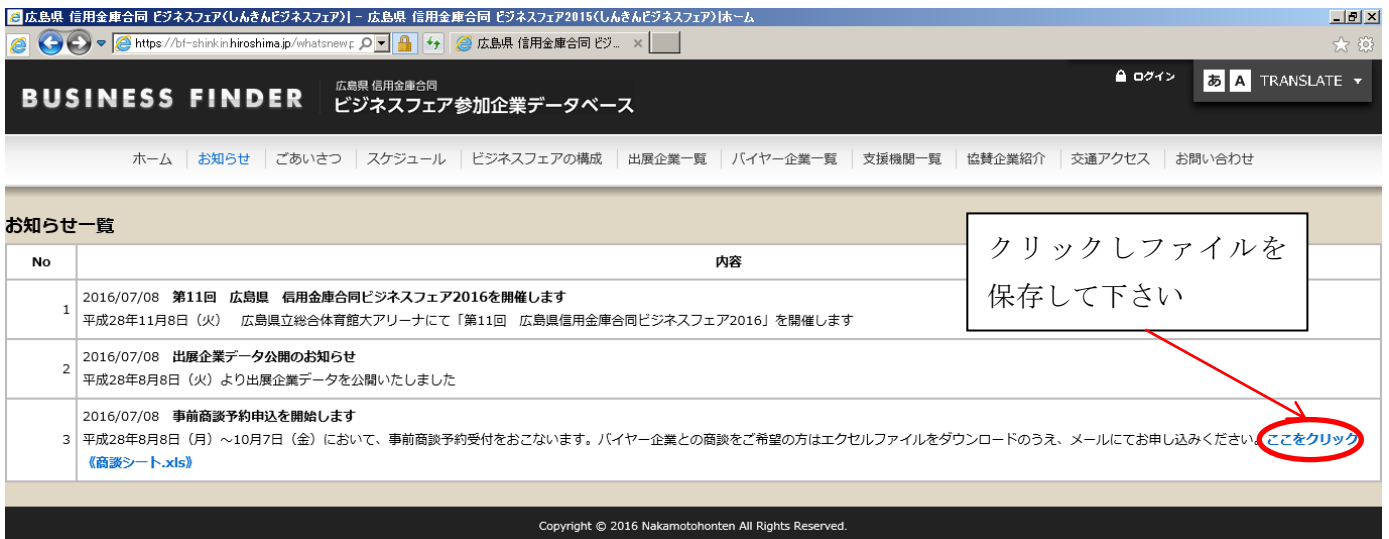 広島県 信用金庫合同 ビジネスフェア(しんきんビジネスフェア)| - 広島県 信用金庫合同 ビジネスフェア2015(しんきんビジネスフェア)|ホーム
https://bf-shinkin.hiroshima.jp/whatsnew
広島県 信用金庫合同 ビジ...
BUSINESS FINDER
広島県 信用金庫合同
ビジネスフェア参加企業データベース
ログイン
あ A TRANSLATE
ホーム お知らせ ごあいさつ スケジュール ビジネスフェアの構成 出展企業一覧 バイヤー企業一覧 支援機関一覧 協賛企業紹介 交通アクセス お問い合わせ
お知らせ一覧
クリックしファイルを
保存して下さい
No 内容
1 2016/07/08 第11回 広島県 信用金庫合同ビジネスフェア2016を開催します
平成28年11月8日（火） 広島県立総合体育館大アリーナにて「第11回 広島県信用金庫合同ビジネスフェア2016」を開催します
2 2016/07/08 出展企業データ公開のお知らせ
平成28年8月8日（火）より出展企業データを公開いたしました
3 2016/07/08 事前商談予約申込を開始します
平成28年8月8日（月）～10月7日（金）において、事前商談予約受付をおこないます。バイヤー企業との商談をご希望の方はエクセルファイルをダウンロードのうえ、メールにてお申し込みください。ここをクリック
《商談シート.xls》
Copyright © 2016 Nakamotohonten All Rights Reserved.